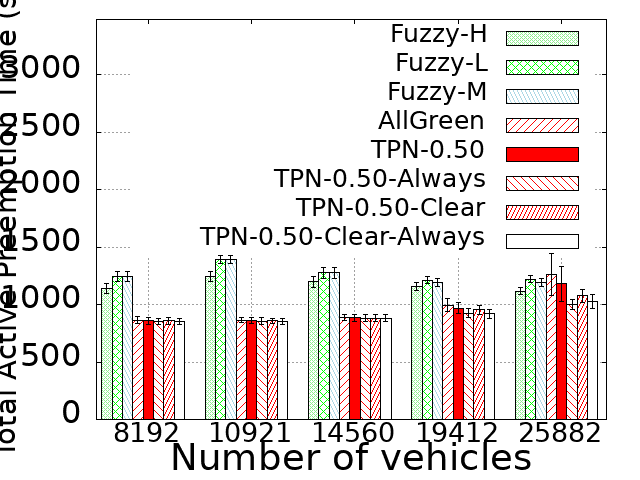 Total Active Preemption Time (s
3000
2500
2000
1500
1000
500
0
Fuzzy-H
Fuzzy-L
Fuzzy-M
AllGreen
TPN-0.50
TPN-0.50-Always
TPN-0.50-Clear
TPN-0.50-Clear-Always
8192 10921 14560 19412 25882
Number of vehicles